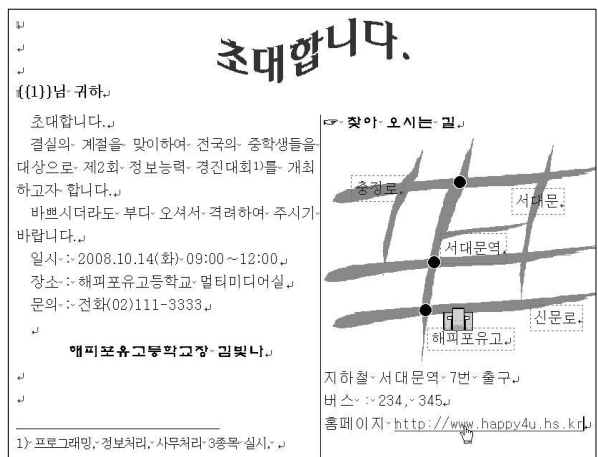 초대합니다.
{{1}}님 귀하
초대합니다.
결실의 계절을 맞이하여 전국의 중학생들을
대상으로 제2회 정보능력 경진대회1)를 개최
하고자 합니다.
바쁘시더라도 부디 오셔서 격려하여 주시기
바랍니다.
일시 : 2008.10.14(화) 09:00~12:00
장소 : 해피포유고등학교 멀티미디어실
문의 : 전화(02)111-3333
해피포유고등학교장 김빛나
1) 프로그래밍, 정보처리, 사무처리 3종목 실시,
☞ 찾아 오시는 길
충정로
서대문
서대문역
신문로
해피포유고
지하철 서대문역 7번 출구
버스 : 234, 345
홈페이지 http://www.happy4u.hs.kr